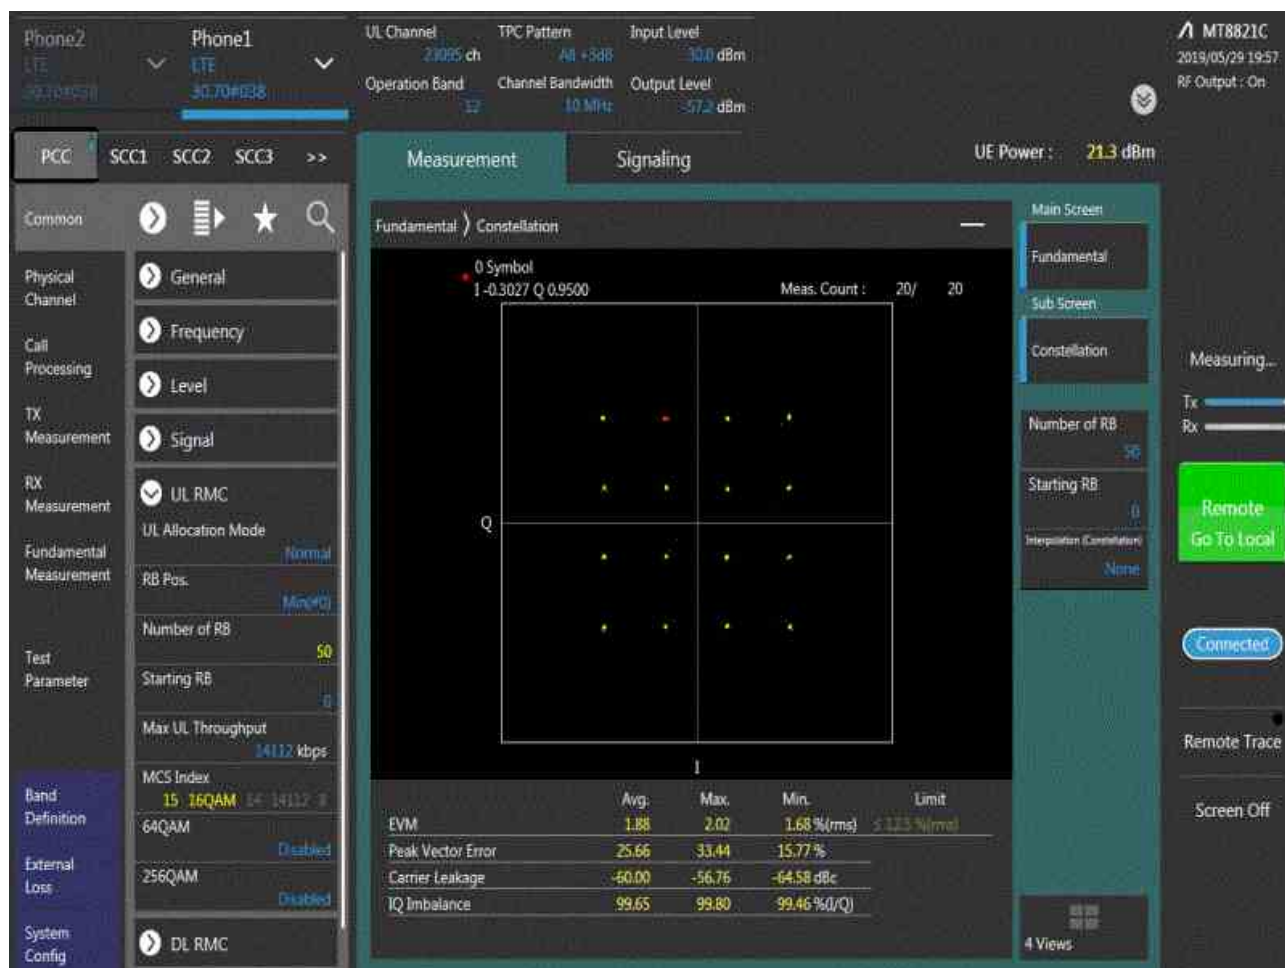 Phone2
LTE
Phone1
LTE
30.70#038
UL Channel
23095 ch
TPC Pattern
All +3dB
Input Level
30.0 dBm
Operation Band
12
Channel Bandwidth
10 MHz
Output Level
-57.2 dBm
MT8821C
2019/05/29 19:57
RF Output : On
PCC SCC1 SCC2 SCC3 >>
Measurement Signaling
UE Power : 21.3 dBm
Common
Physical
Channel
Call
Processing
TX
Measurement
RX
Measurement
Fundamental
Measurement
Test
Parameter
Band
Definition
External
Loss
System
Config
General
Frequency
Level
Signal
UL RMC
UL Allocation Mode
Normal
RB Pos.
Min(#0)
Number of RB
50
Starting RB
0
Max UL Throughput
14112 kbps
MCS Index
15 16QAM 14 14112
64QAM
Disabled
256QAM
Disabled
DL RMC
Fundamental 〉 Constellation
0 Symbol
I -0.3027 Q 0.9500
Meas. Count : 20/ 20
Q
I
Avg. Max. Min. Limit
EVM 1.88 2.02 1.68 %(rms) ≤ 12.5 %(rms)
Peak Vector Error 25.66 33.44 15.77 %
Carrier Leakage -60.00 -56.76 -64.58 dBc
IQ Imbalance 99.65 99.80 99.46 %(I/Q)
Main Screen
Fundamental
Sub Screen
Constellation
Number of RB
50
Starting RB
0
Interpolation (Constellation)
None
4 Views
Measuring...
Tx
Rx
Remote
Go To Local
Connected
Remote Trace
Screen Off